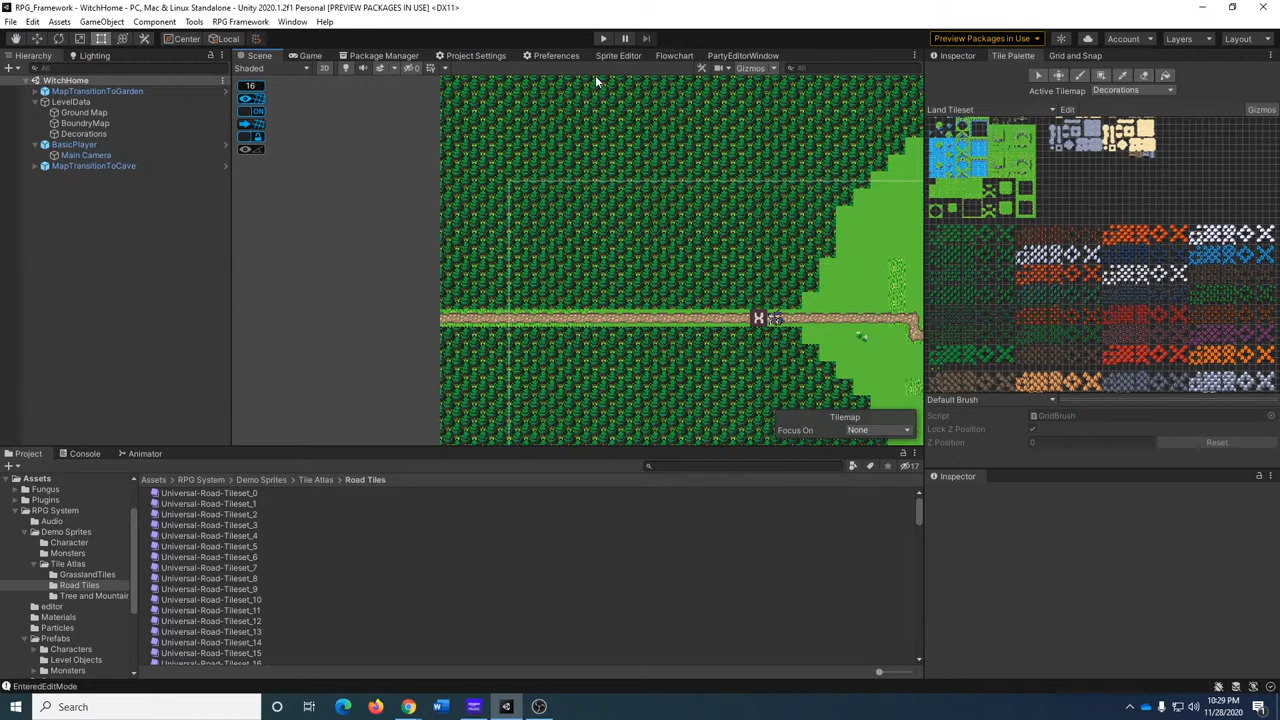 RPG_Framework - WitchHome - PC, Mac & Linux Standalone - Unity 2020.1.2f1 Personal [PREVIEW PACKAGES IN USE] <DX11>
File Edit Assets GameObject Component Tools RPG Framework Window Help
Center Local Preview Packages in Use Account Layers Layout
Hierarchy Lighting Scene Game Package Manager Project Settings Preferences Sprite Editor Flowchart PartyEditorWindow Inspector Tile Palette Grid and Snap
All Shaded 2D 0 Gizmos All
WitchHome
MapTransitionToGarden
LevelData
Ground Map
BoundryMap
Decorations
BasicPlayer
Main Camera
MapTransitionToCave
16
ON
Tilemap
Focus On None
Active Tilemap Decorations
Land Tileset Edit Gizmos
Default Brush
Script GridBrush
Lock Z Position
Z Position 0 Reset
Inspector
Project Console Animator
17
Assets
Fungus
Plugins
RPG System
Audio
Demo Sprites
Character
Monsters
Tile Atlas
GrasslandTiles
Road Tiles
Tree and Mountain
editor
Materials
Particles
Prefabs
Characters
Level Objects
Monsters
Assets RPG System Demo Sprites Tile Atlas Road Tiles
Universal-Road-Tileset_0
Universal-Road-Tileset_1
Universal-Road-Tileset_2
Universal-Road-Tileset_3
Universal-Road-Tileset_4
Universal-Road-Tileset_5
Universal-Road-Tileset_6
Universal-Road-Tileset_7
Universal-Road-Tileset_8
Universal-Road-Tileset_9
Universal-Road-Tileset_10
Universal-Road-Tileset_11
Universal-Road-Tileset_12
Universal-Road-Tileset_13
Universal-Road-Tileset_14
Universal-Road-Tileset_15
Universal-Road-Tileset_16
EnteredEditMode
Search
10:29 PM
11/28/2020